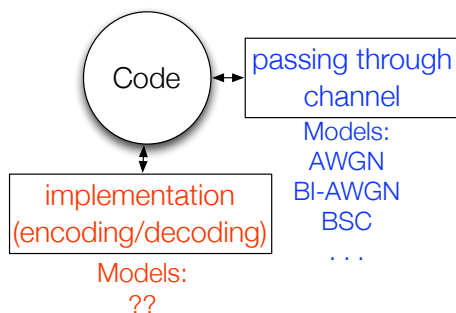 Code
passing through
channel
Models:
AWGN
BI-AWGN
BSC
. . .
implementation
(encoding/decoding)
Models:
??